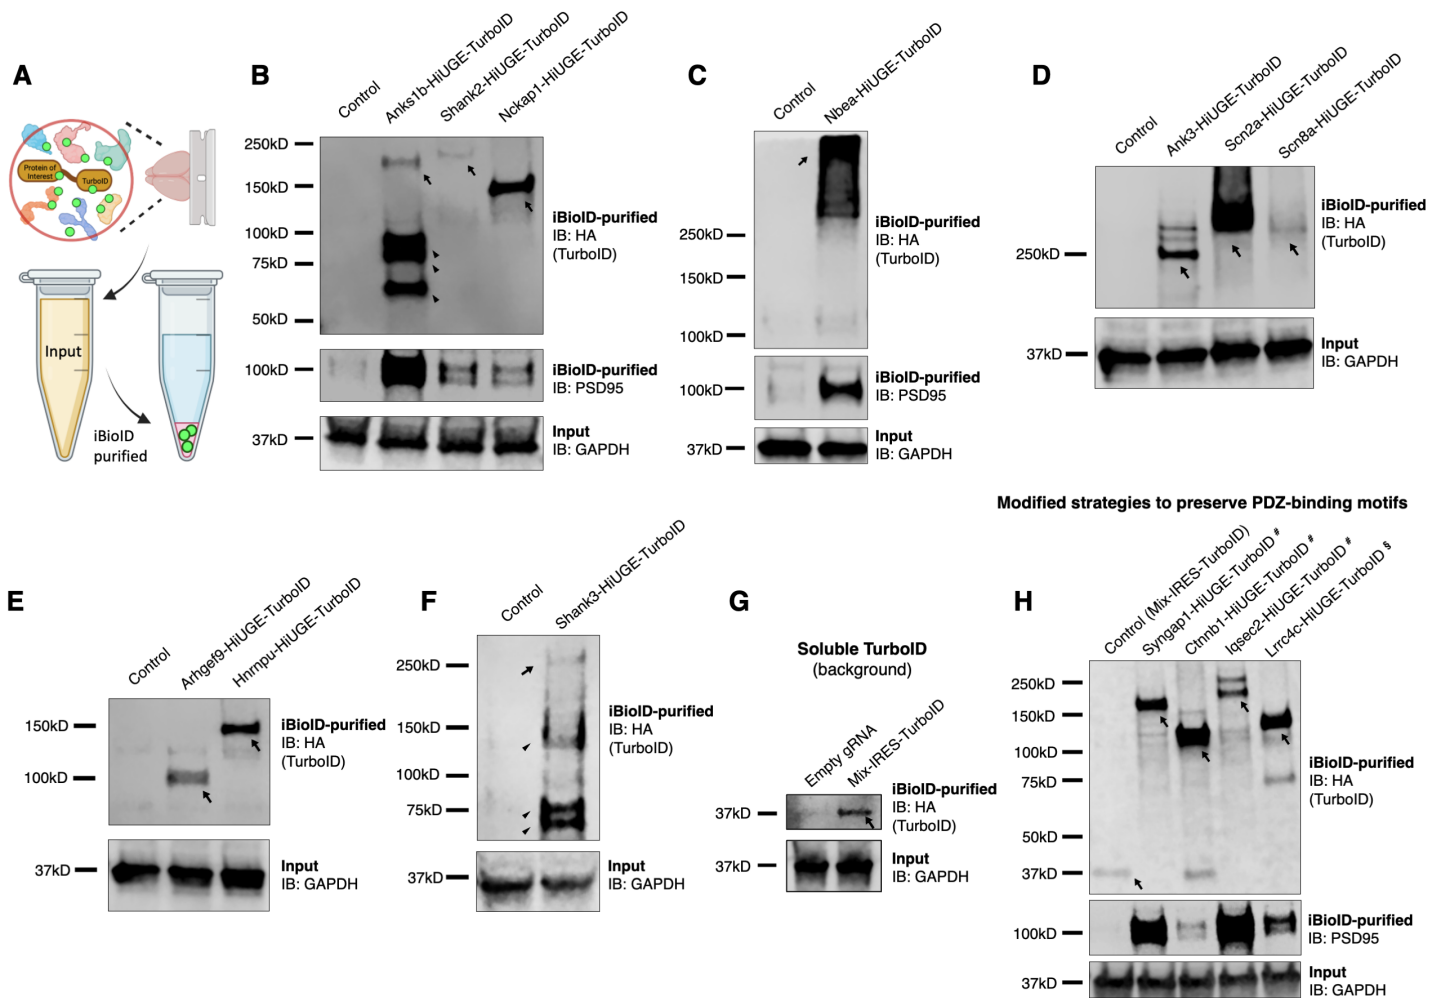 A
Protein of
Interest
TurboID
Input
iBioID
purified
B
Control
Anks1b-HiUGE-TurboID
Shank2-HiUGE-TurboID
Nckap1-HiUGE-TurboID
250kD
150kD
100kD
75kD
50kD
iBioID-purified
IB: HA
(TurboID)
100kD
iBioID-purified
IB: PSD95
37kD
Input
IB: GAPDH
C
Control
Nbea-HiUGE-TurboID
250kD
150kD
100kD
iBioID-purified
IB: HA
(TurboID)
100kD
iBioID-purified
IB: PSD95
37kD
Input
IB: GAPDH
D
Control
Ank3-HiUGE-TurboID
Scn2a-HiUGE-TurboID
Scn8a-HiUGE-TurboID
250kD
iBioID-purified
IB: HA
(TurboID)
37kD
Input
IB: GAPDH
E
Control
Arhgef9-HiUGE-TurboID
Hnrnpu-HiUGE-TurboID
150kD
100kD
iBioID-purified
IB: HA
(TurboID)
37kD
Input
IB: GAPDH
F
Control
Shank3-HiUGE-TurboID
250kD
150kD
100kD
75kD
iBioID-purified
IB: HA
(TurboID)
37kD
Input
IB: GAPDH
G
Soluble TurboID
(background)
Empty gRNA
Mix-IRES-TurboID
37kD
iBioID-purified
IB: HA
(TurboID)
37kD
Input
IB: GAPDH
Modified strategies to preserve PDZ-binding motifs
H
Control (Mix-IRES-TurboID)
Syngap1-HiUGE-TurboID #
Ctnnb1-HiUGE-TurboID #
Iqsec2-HiUGE-TurboID #
Lrrc4c-HiUGE-TurboID §
250kD
150kD
100kD
75kD
50kD
37kD
iBioID-purified
IB: HA
(TurboID)
100kD
iBioID-purified
IB: PSD95
37kD
Input
IB: GAPDH